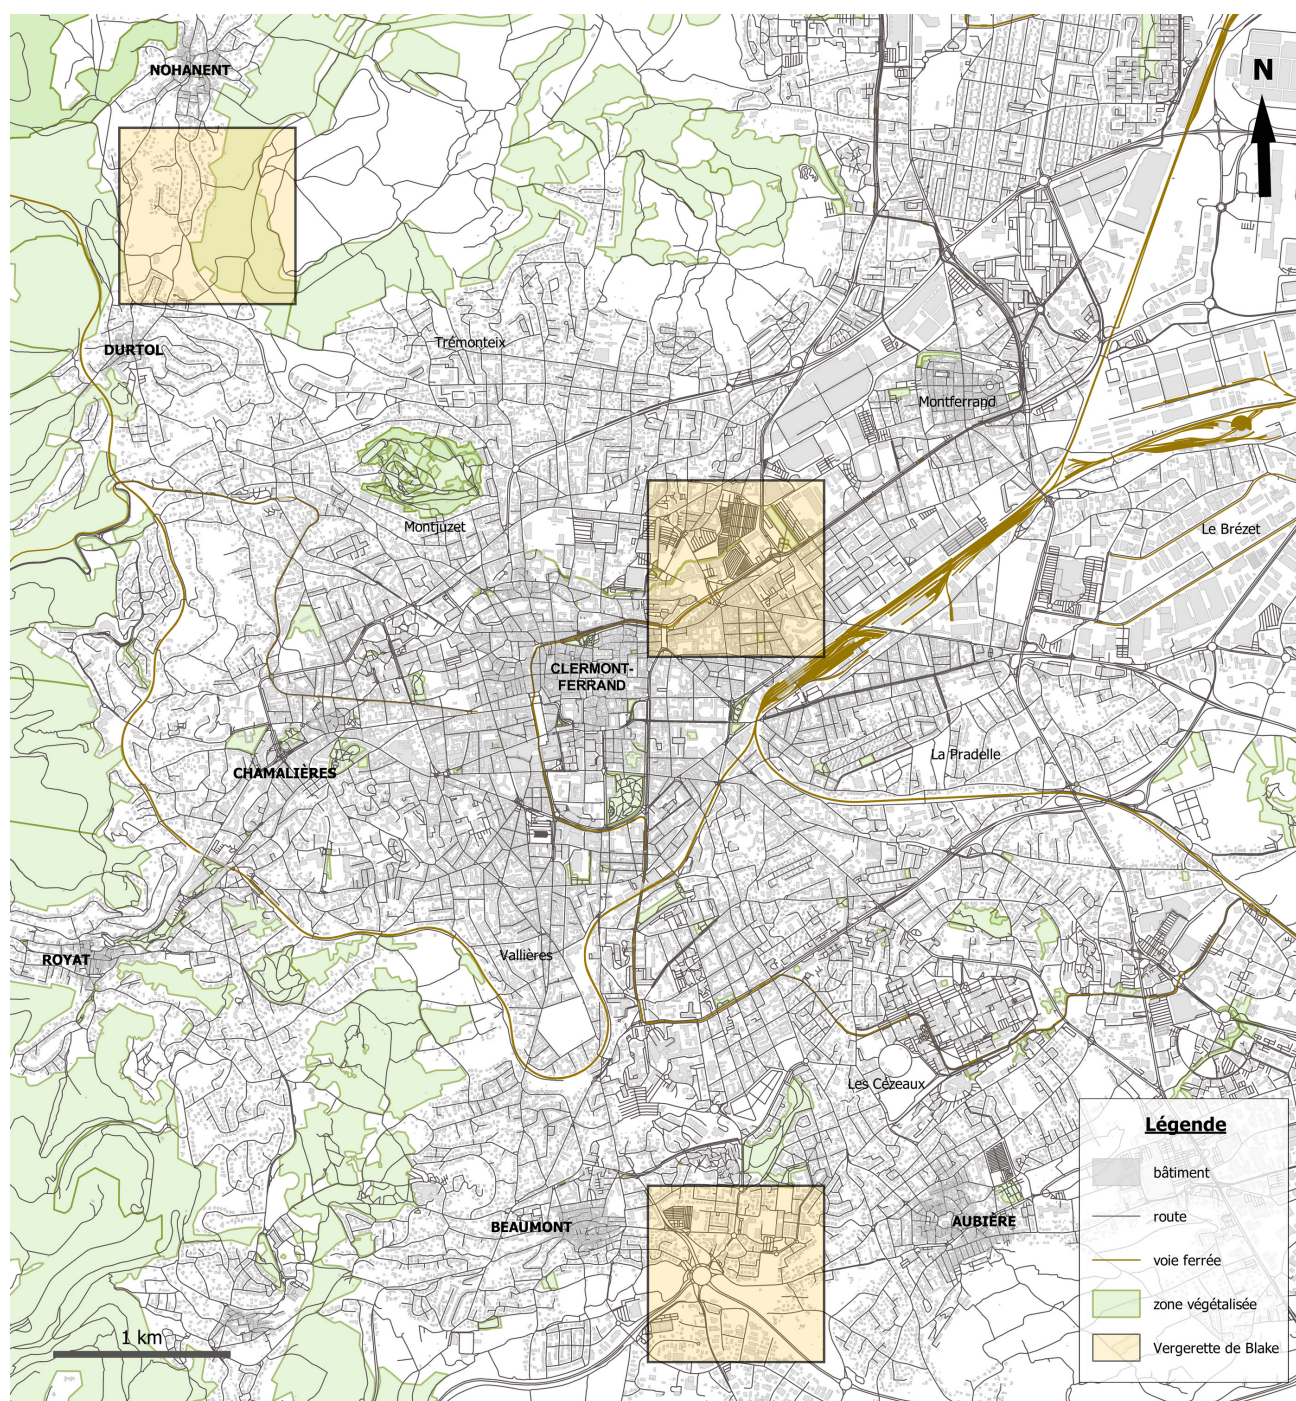 NOHANENT
N
DURTOL
Trémonteix
Montferrand
Montjuzet
Le Brézet
CLERMONT-
FERRAND
La Pradelle
CHAMALIÈRES
Vallières
ROYAT
Les Cézeaux
BEAUMONT
AUBIÈRE
1 km
Légende
bâtiment
route
voie ferrée
zone végétalisée
Vergerette de Blake